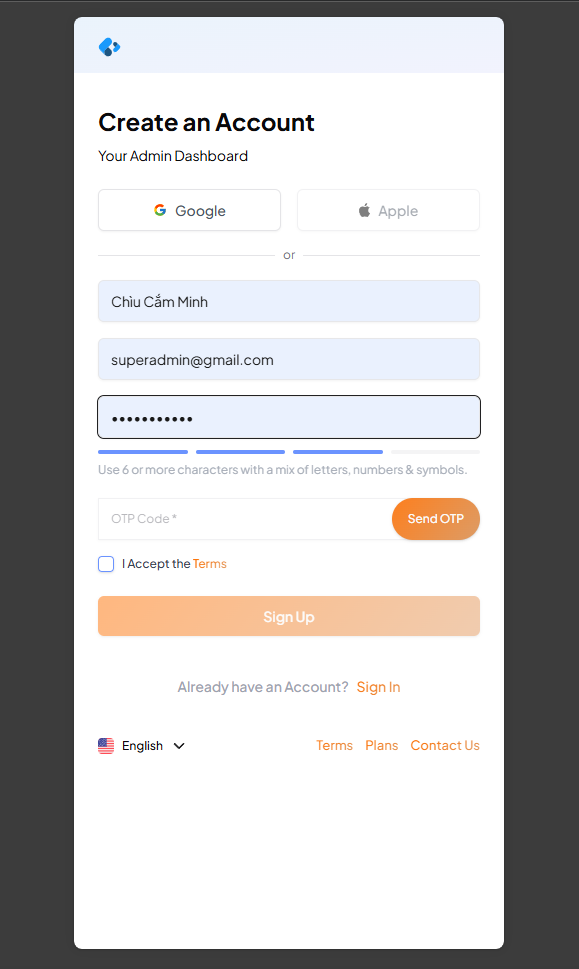 Create an Account
Your Admin Dashboard
Google
Apple
or
Chìu Cắm Minh
superadmin@gmail.com
•••••••••••
Use 6 or more characters with a mix of letters, numbers & symbols.
OTP Code *
Send OTP
I Accept the Terms
Sign Up
Already have an Account? Sign In
English
Terms Plans Contact Us